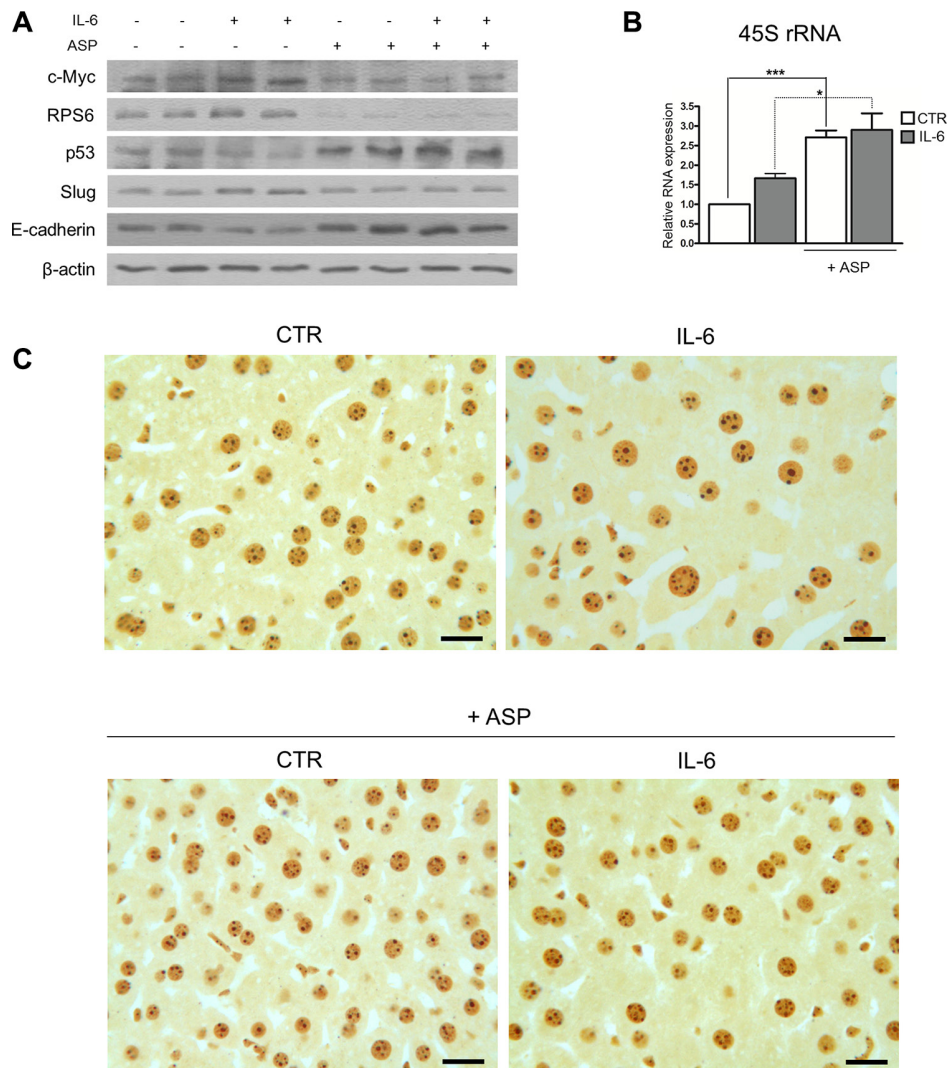 A
IL-6 - - + + - - + +
ASP - - - - + + + +
c-Myc
RPS6
p53
Slug
E-cadherin
β-actin
B
45S rRNA
***
*
CTR
IL-6
Relative RNA expression
3.5
3.0
2.5
2.0
1.5
1.0
0.5
0.0
+ ASP
C
CTR IL-6
+ ASP
CTR IL-6